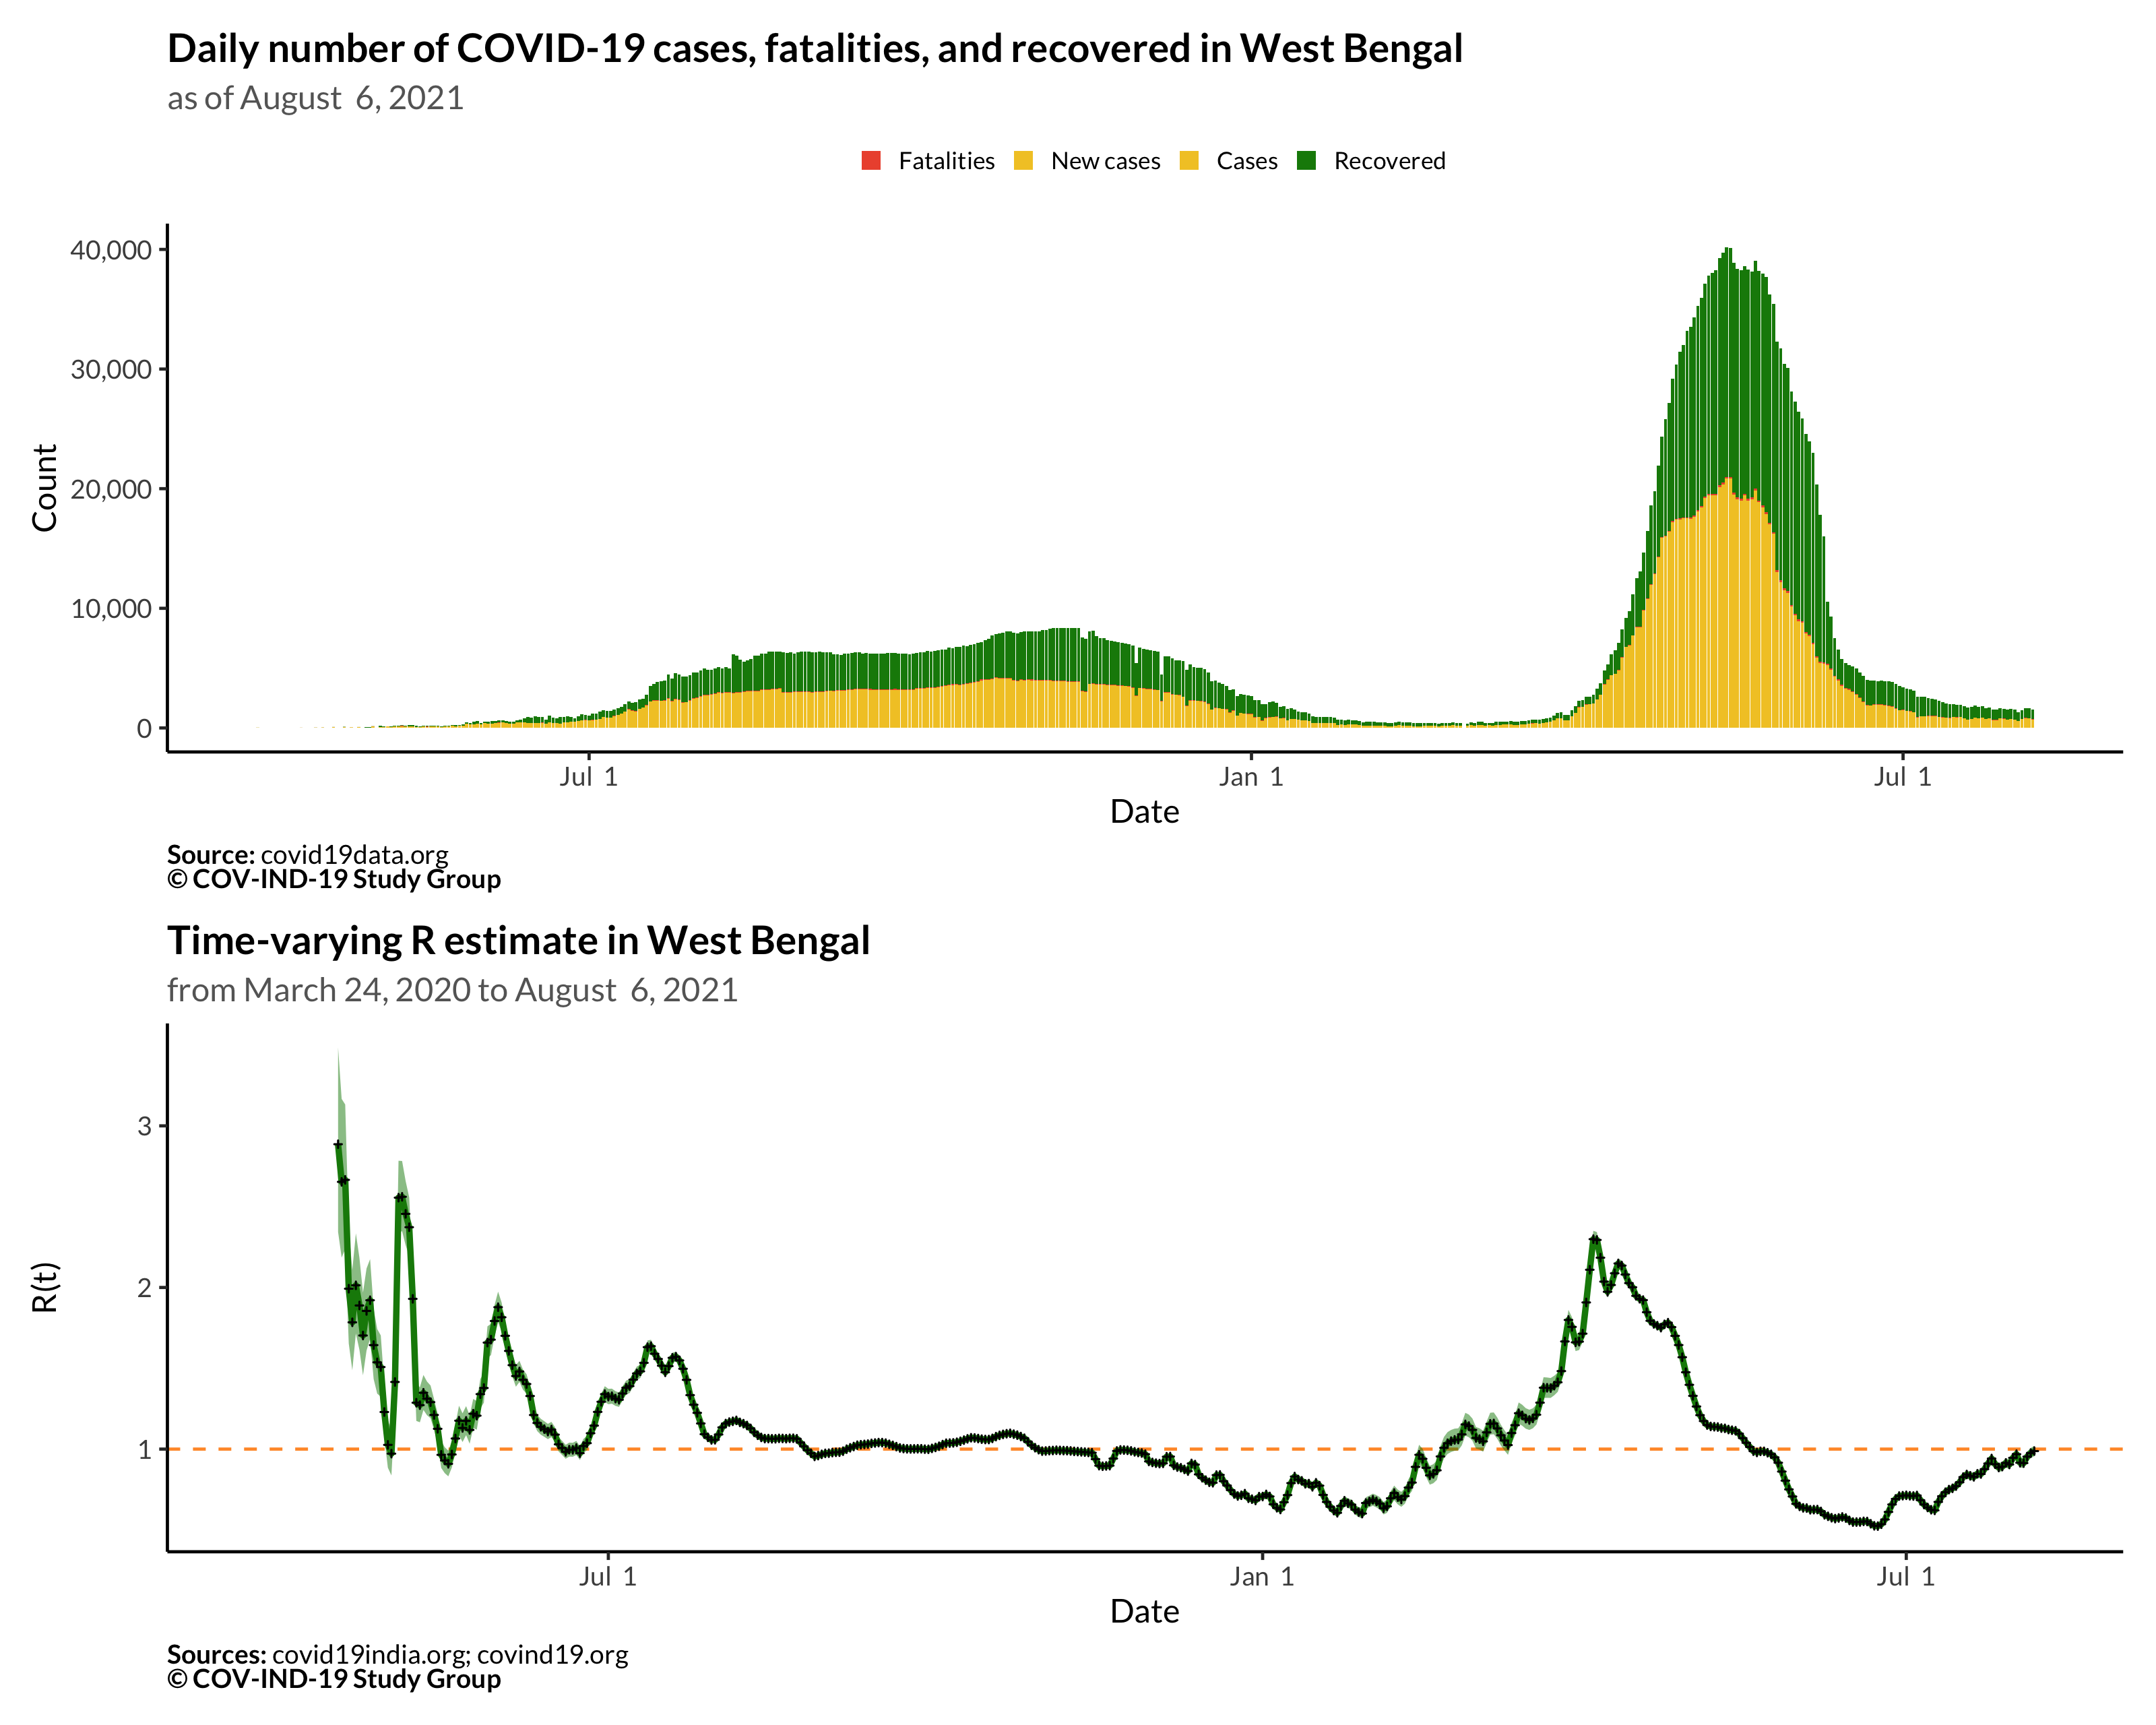 Daily number of COVID-19 cases, fatalities, and recovered in West Bengal
as of August  6, 2021
Fatalities New cases Cases Recovered
40,000
30,000
20,000
10,000
0
Count
Jul  1 Jan  1 Jul  1
Date
Source: covid19data.org
© COV-IND-19 Study Group
Time-varying R estimate in West Bengal
from March 24, 2020 to August  6, 2021
3
2
1
R(t)
Jul  1 Jan  1 Jul  1
Date
Sources: covid19india.org; covind19.org
© COV-IND-19 Study Group